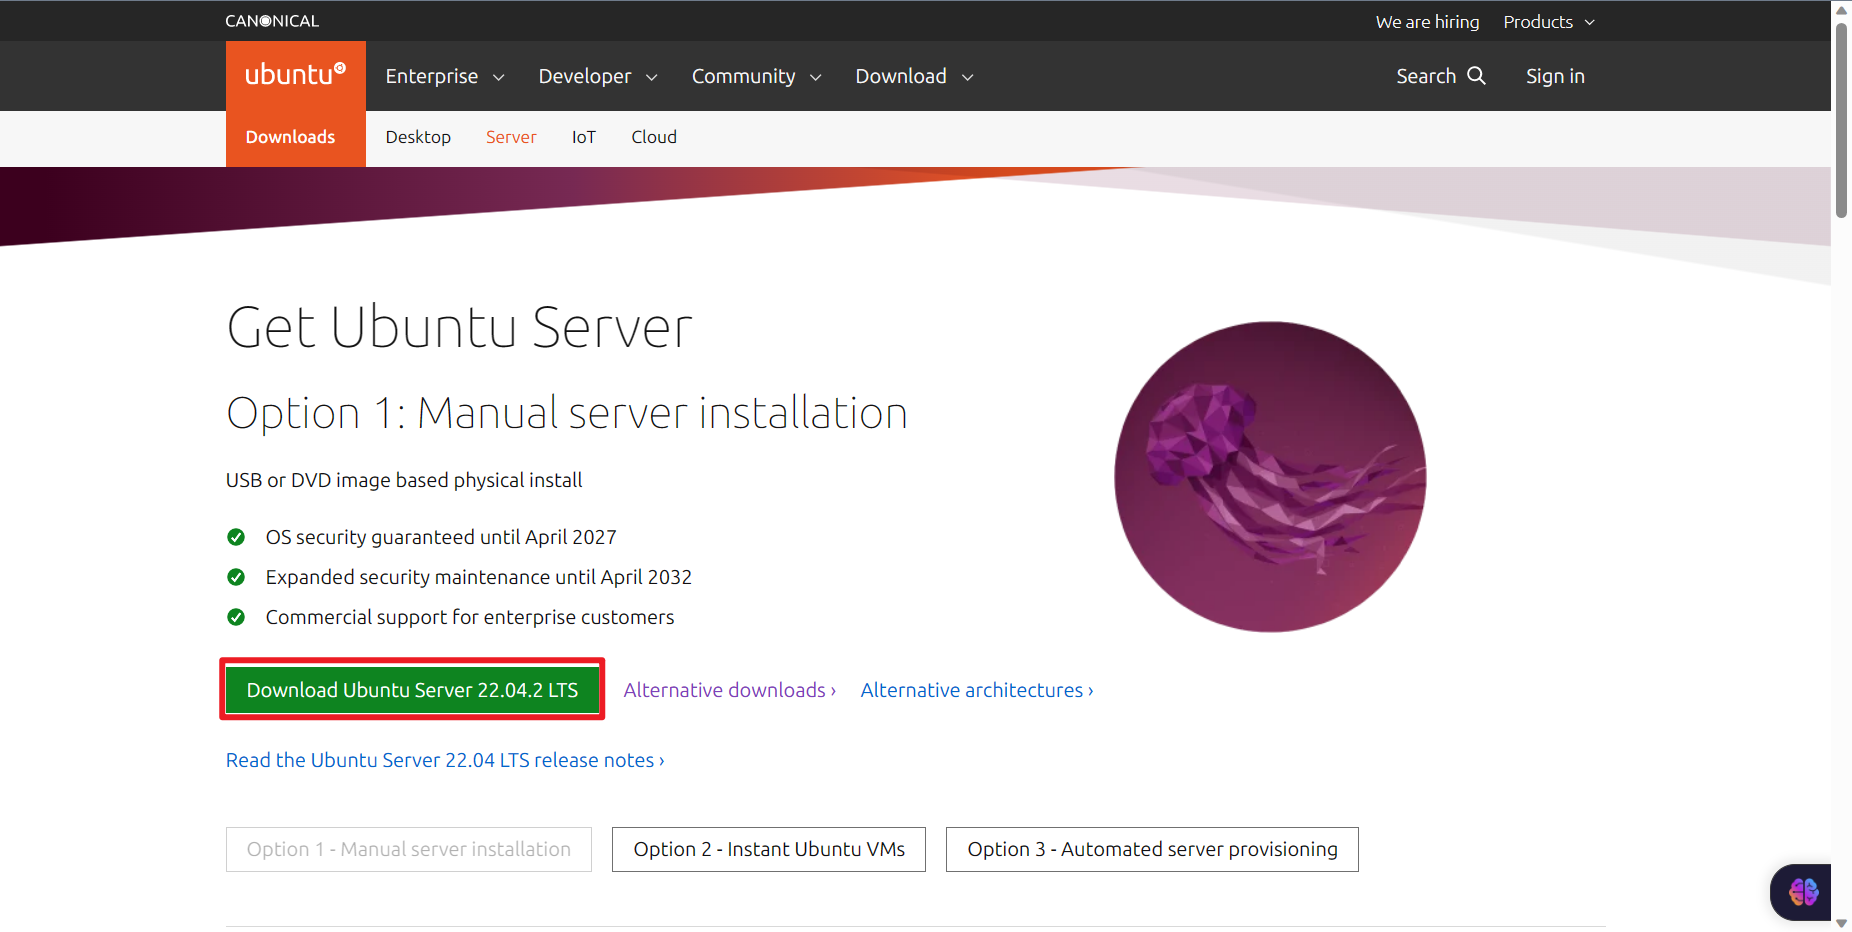 CANONICAL
We are hiring Products
ubuntu
Enterprise Developer Community Download Search Sign in
Downloads Desktop Server IoT Cloud
Get Ubuntu Server
Option 1: Manual server installation
USB or DVD image based physical install
OS security guaranteed until April 2027
Expanded security maintenance until April 2032
Commercial support for enterprise customers
Download Ubuntu Server 22.04.2 LTS Alternative downloads › Alternative architectures ›
Read the Ubuntu Server 22.04 LTS release notes ›
Option 1 - Manual server installation Option 2 - Instant Ubuntu VMs Option 3 - Automated server provisioning